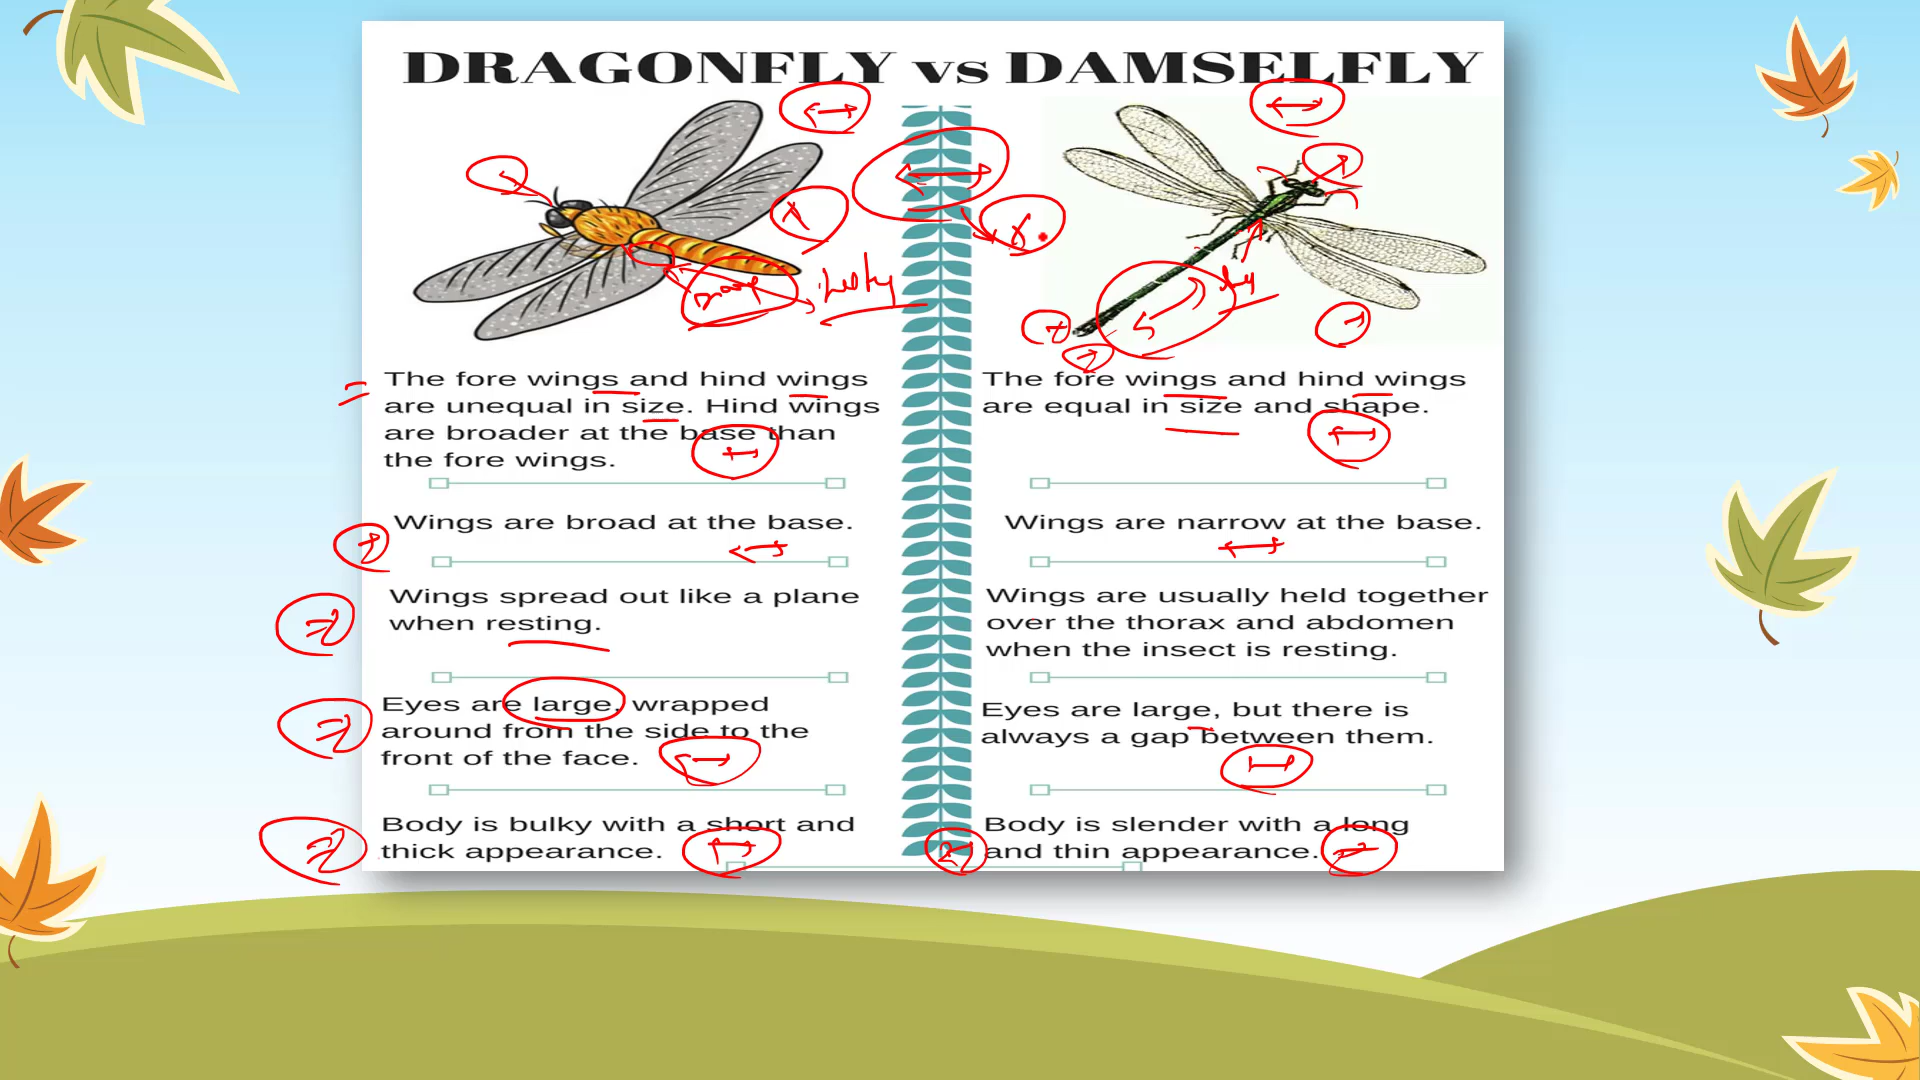 DRAGONFLY vs DAMSELFLY
The fore wings and hind wings
are unequal in size. Hind wings
are broader at the base than
the fore wings.
Wings are broad at the base.
Wings spread out like a plane
when resting.
Eyes are large, wrapped
around from the side to the
front of the face.
Body is bulky with a short and
thick appearance.
The fore wings and hind wings
are equal in size and shape.
Wings are narrow at the base.
Wings are usually held together
over the thorax and abdomen
when the insect is resting.
Eyes are large, but there is
always a gap between them.
Body is slender with a long
and thin appearance.